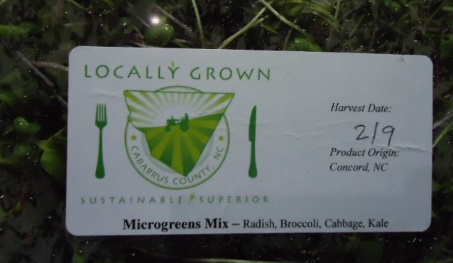 LOCALLY GROWN
CABARRUS COUNTY, NC
SUSTAINABLE SUPERIOR
Harvest Date:
2/9
Product Origin:
Concord, NC
Microgreens Mix – Radish, Broccoli, Cabbage, Kale